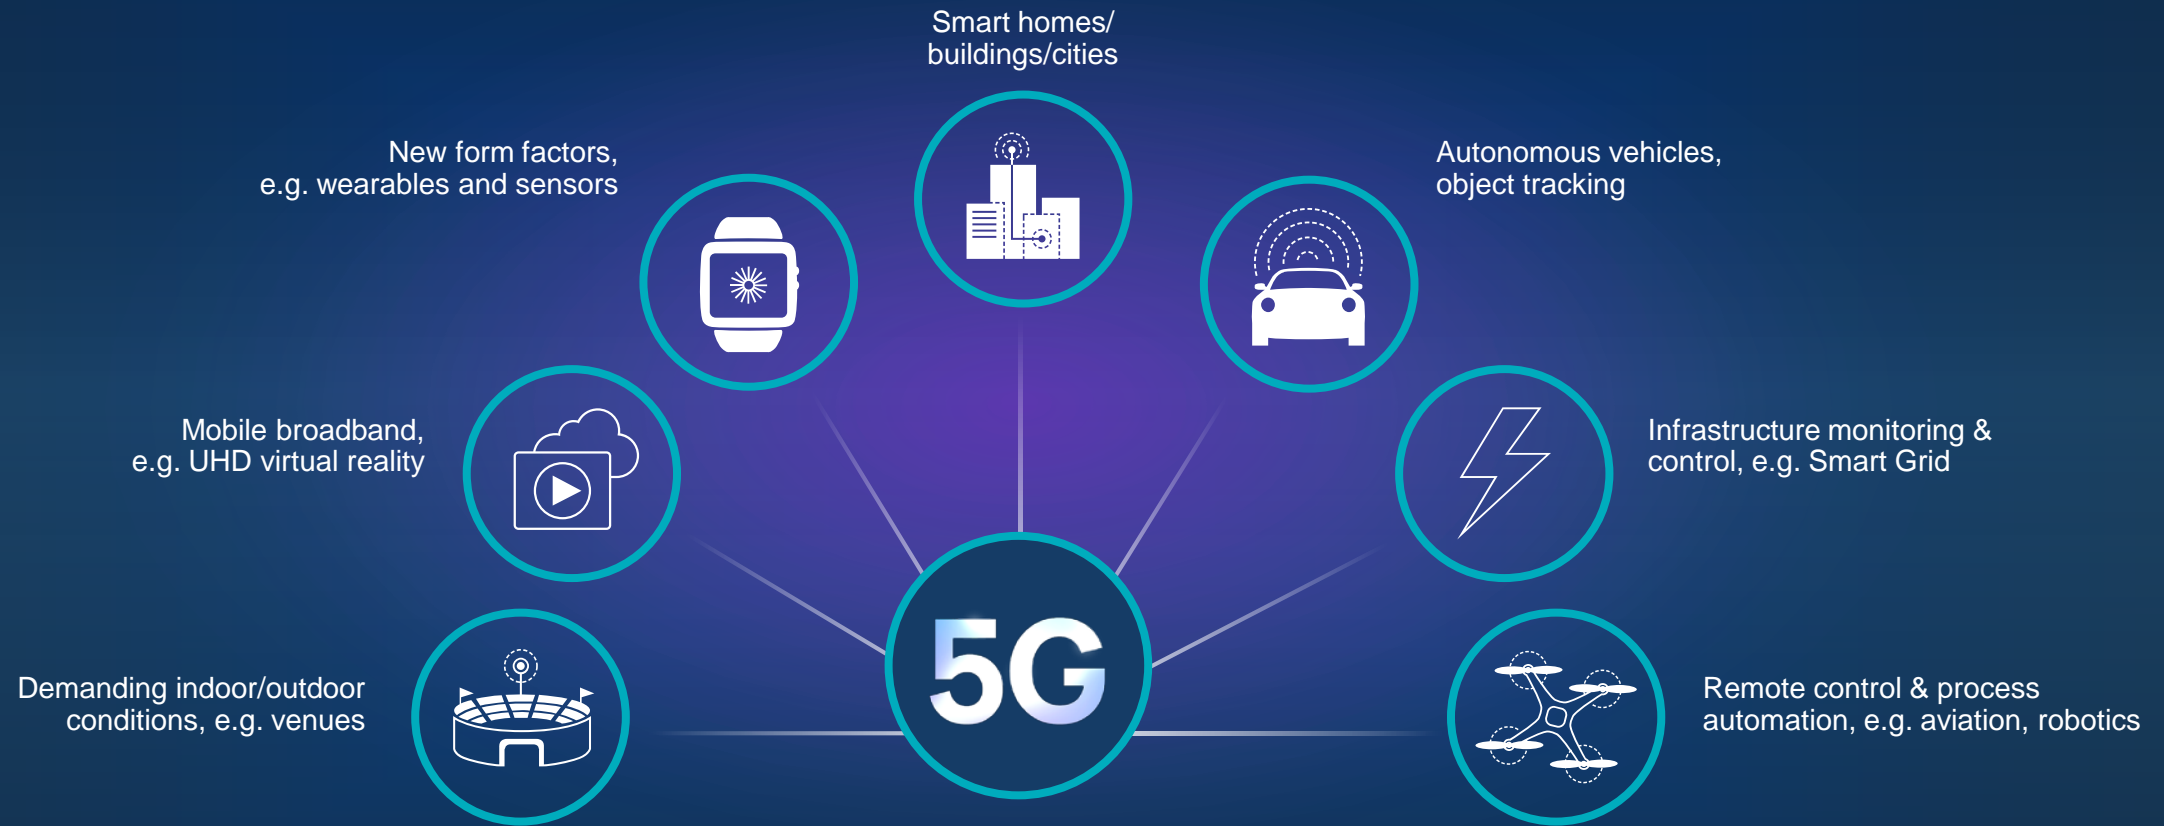 Smart homes/
buildings/cities
New form factors,
e.g. wearables and sensors
Autonomous vehicles,
object tracking
Mobile broadband,
e.g. UHD virtual reality
Infrastructure monitoring &
control, e.g. Smart Grid
Demanding indoor/outdoor
conditions, e.g. venues
5G
Remote control & process
automation, e.g. aviation, robotics